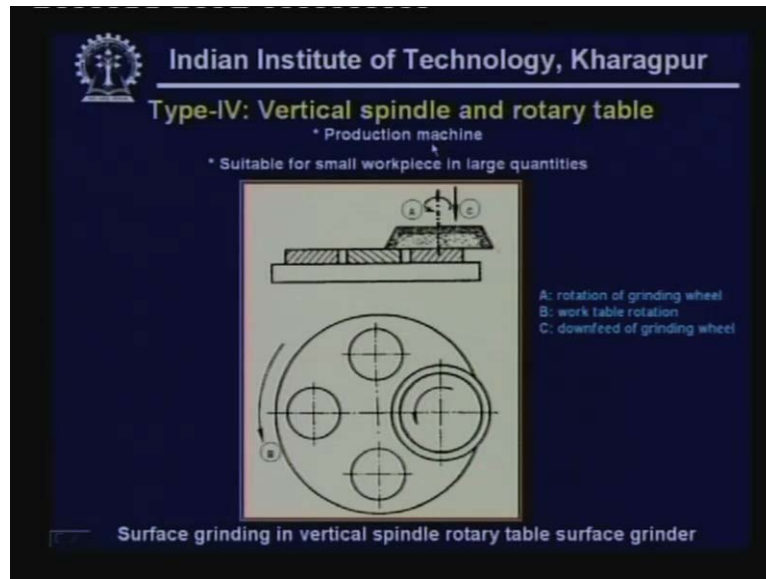 Indian Institute of Technology, Kharagpur
Type-IV: Vertical spindle and rotary table
* Production machine
* Suitable for small workpiece in large quantities
A C
A: rotation of grinding wheel
B: work table rotation
C: downfeed of grinding wheel
B
Surface grinding in vertical spindle rotary table surface grinder